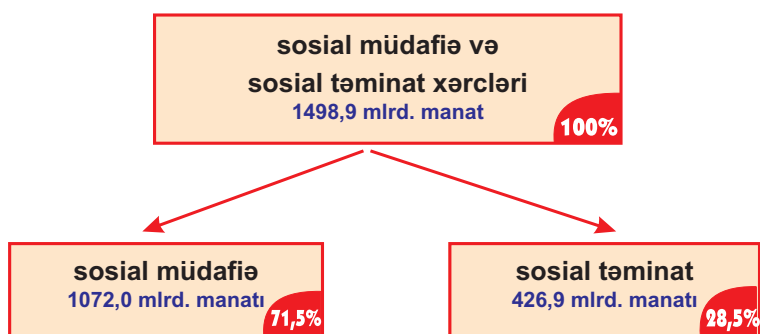 sosial müdafiə və
sosial təminat xərcləri
1498,9 mlrd. manat
100%
sosial müdafiə
1072,0 mlrd. manatı
71,5%
sosial təminat
426,9 mlrd. manatı
28,5%